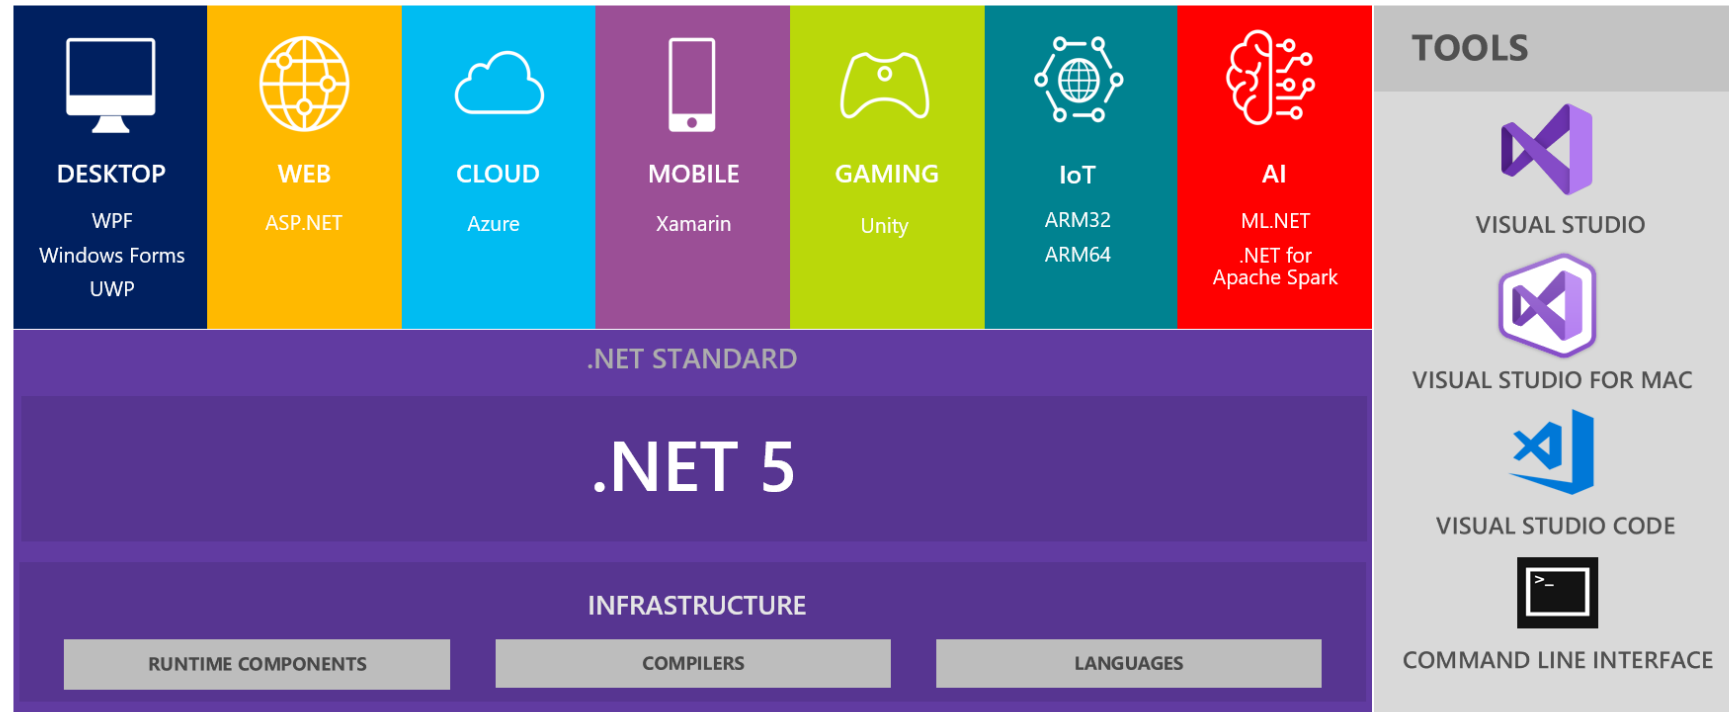 DESKTOP
WPF
Windows Forms
UWP
WEB
ASP.NET
CLOUD
Azure
MOBILE
Xamarin
GAMING
Unity
IoT
ARM32
ARM64
AI
ML.NET
.NET for
Apache Spark
.NET STANDARD
.NET 5
INFRASTRUCTURE
RUNTIME COMPONENTS
COMPILERS
LANGUAGES
TOOLS
VISUAL STUDIO
VISUAL STUDIO FOR MAC
VISUAL STUDIO CODE
>_
COMMAND LINE INTERFACE